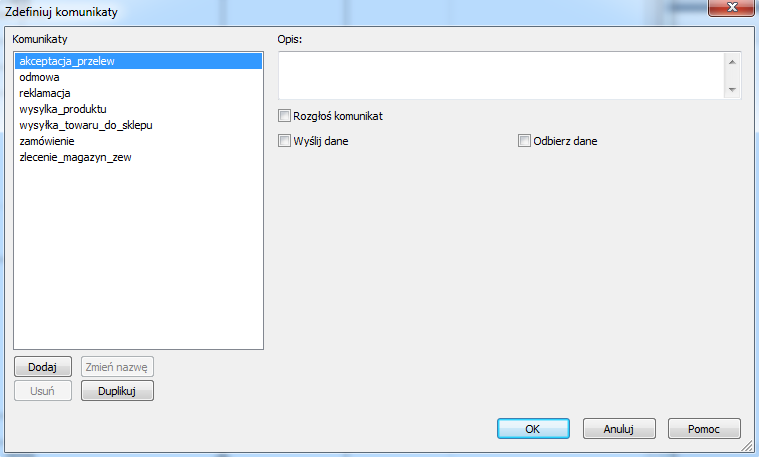 Zdefiniuj komunikaty
Komunikaty
akceptacja_przelew
odmowa
reklamacja
wysylka_produktu
wysyłka_towaru_do_sklepu
zamówienie
zlecenie_magazyn_zew
Dodaj
Zmień nazwę
Usuń
Duplikuj
Opis:
Rozgłoś komunikat
Wyślij dane
Odbierz dane
OK
Anuluj
Pomoc